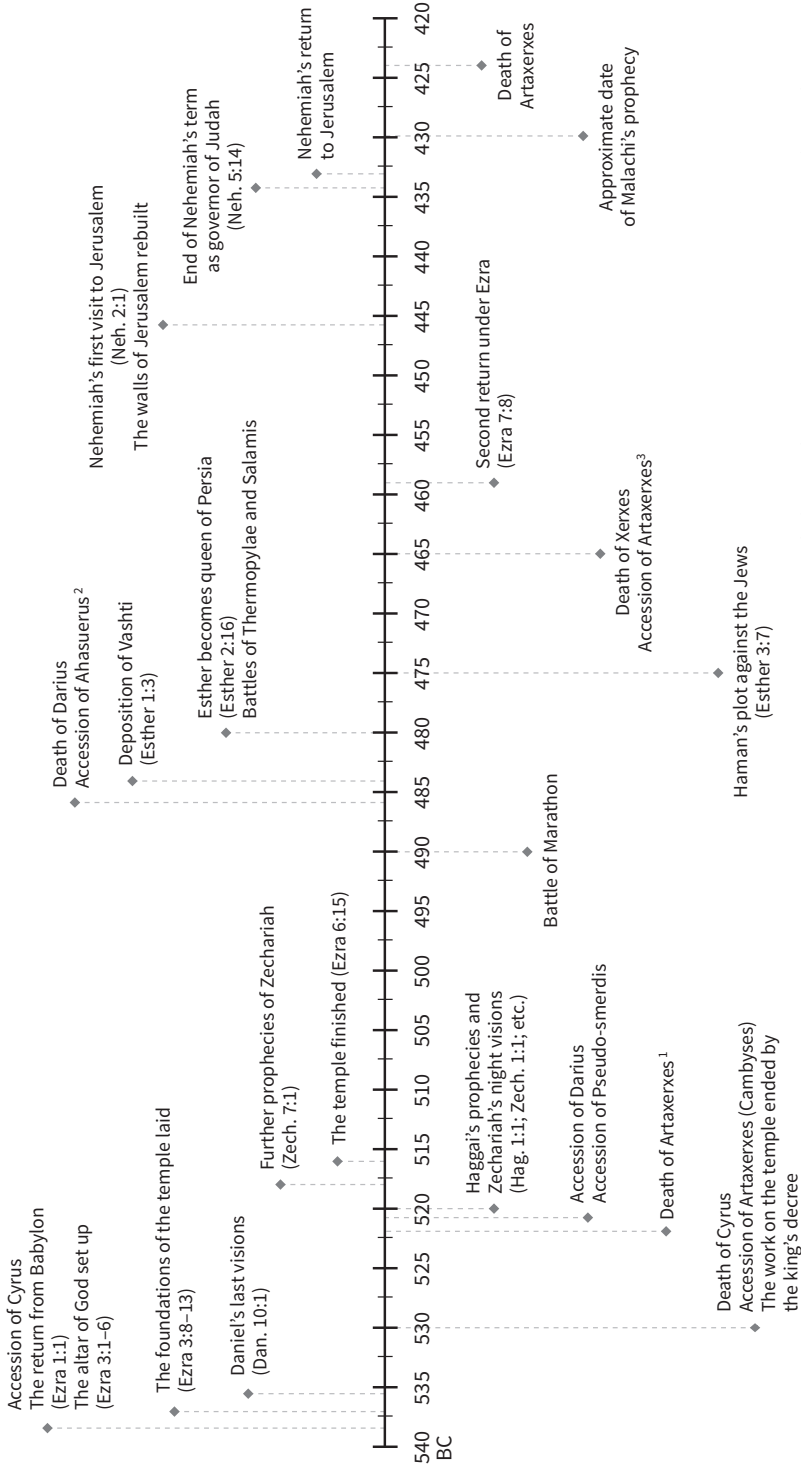 Accession of Cyrus
The return from Babylon
(Ezra 1:1)
The altar of God set up
(Ezra 3:1–6)
The foundations of the temple laid
(Ezra 3:8–13)
Daniel's last visions
(Dan. 10:1)
Further prophecies of Zechariah
(Zech. 7:1)
The temple finished (Ezra 6:15)
Death of Darius
Accession of Ahasuerus 2
Deposition of Vashti
(Esther 1:3)
Esther becomes queen of Persia
(Esther 2:16)
Battles of Thermopylae and Salamis
Nehemiah's first visit to Jerusalem
(Neh. 2:1)
The walls of Jerusalem rebuilt
End of Nehemiah's term
as governor of Judah
(Neh. 5:14)
Nehemiah's return
to Jerusalem
540 535 530 525 520 515 510 505 500 495 490 485 480 475 470 465 460 455 450 445 440 435 430 425 420
BC
Death of Cyrus
Accession of Artaxerxes (Cambyses)
The work on the temple ended by
the king's decree
Death of Artaxerxes 1
Accession of Darius
Accession of Pseudo-smerdis
Haggai's prophecies and
Zechariah's night visions
(Hag. 1:1; Zech. 1:1; etc.)
Battle of Marathon
Haman's plot against the Jews
(Esther 3:7)
Death of Xerxes
Accession of Artaxerxes3
Second return under Ezra
(Ezra 7:8)
Approximate date
of Malachi's prophecy
Death of
Artaxerxes